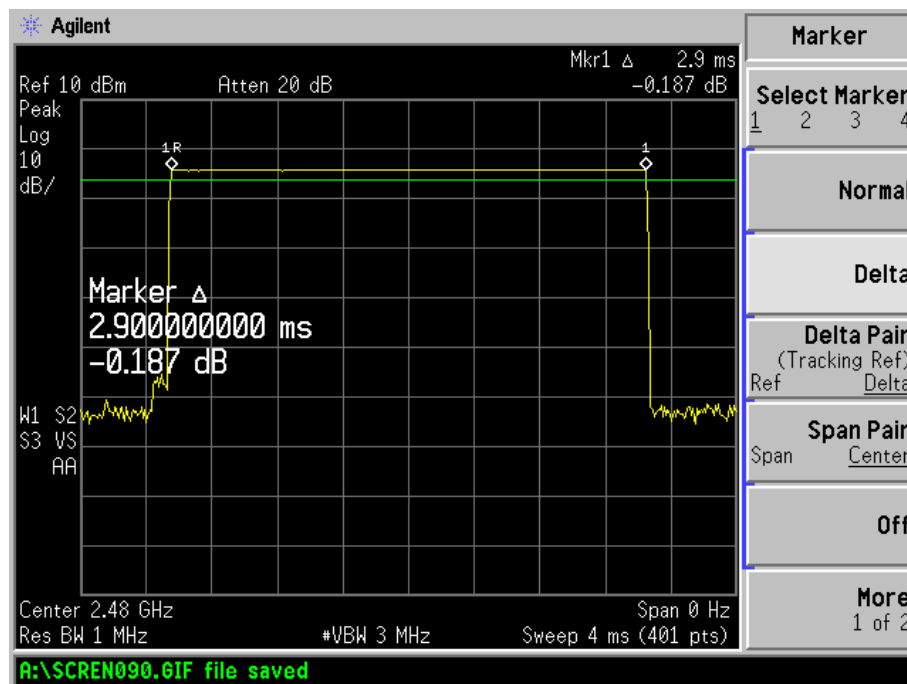 Agilent
Marker
Mkr1 Δ 2.9 ms
Ref 10 dBm Atten 20 dB -0.187 dB
Peak
Log
10
dB/
1R
1
Marker Δ
2.900000000 ms
-0.187 dB
W1 S2
S3 VS
AA
Center 2.48 GHz Span 0 Hz
Res BW 1 MHz #VBW 3 MHz Sweep 4 ms (401 pts)
A:\SCREN090.GIF file saved
Select Marker
1 2 3 4
Normal
Delta
Delta Pair
(Tracking Ref)
Ref Delta
Span Pair
Span Center
Off
More
1 of 2